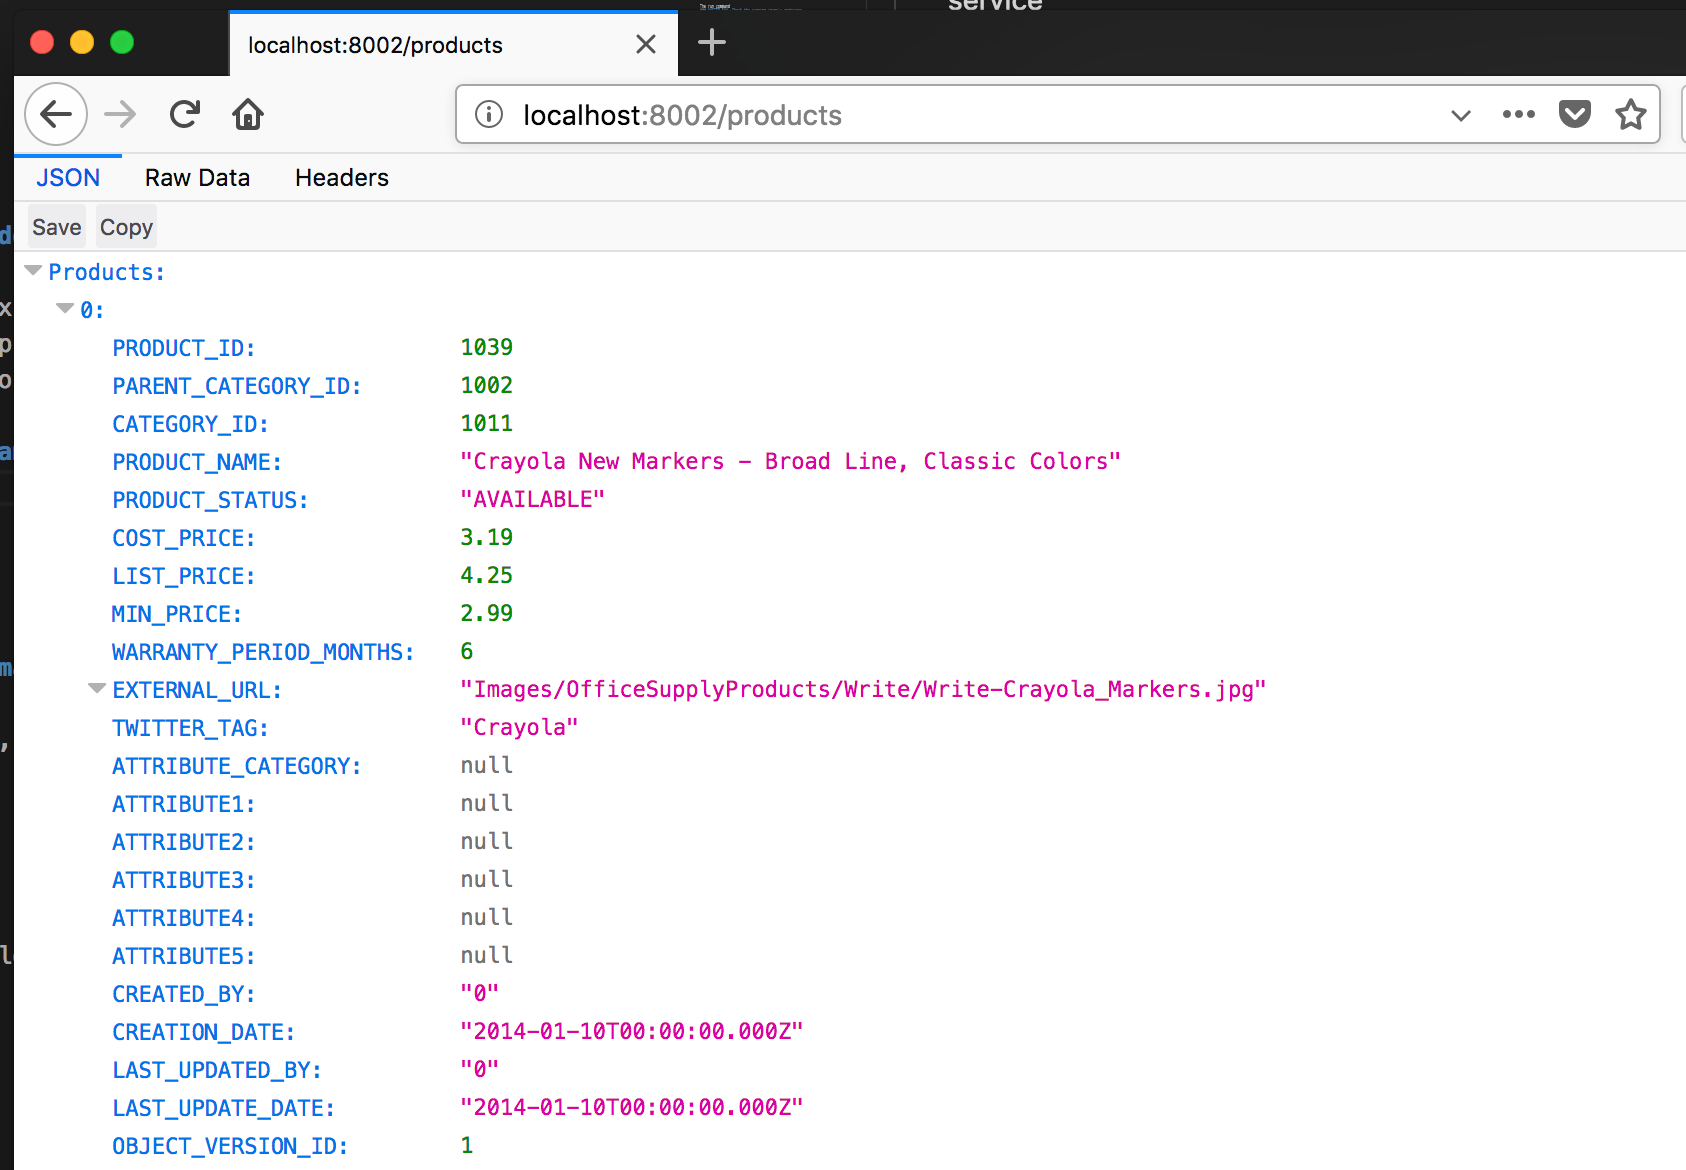 service
localhost:8002/products
localhost:8002/products
JSON Raw Data Headers
Save Copy
Products:
0:
PRODUCT_ID: 1039
PARENT_CATEGORY_ID: 1002
CATEGORY_ID: 1011
PRODUCT_NAME: "Crayola New Markers - Broad Line, Classic Colors"
PRODUCT_STATUS: "AVAILABLE"
COST_PRICE: 3.19
LIST_PRICE: 4.25
MIN_PRICE: 2.99
WARRANTY_PERIOD_MONTHS: 6
EXTERNAL_URL: "Images/OfficeSupplyProducts/Write/Write-Crayola_Markers.jpg"
TWITTER_TAG: "Crayola"
ATTRIBUTE_CATEGORY: null
ATTRIBUTE1: null
ATTRIBUTE2: null
ATTRIBUTE3: null
ATTRIBUTE4: null
ATTRIBUTE5: null
CREATED_BY: "0"
CREATION_DATE: "2014-01-10T00:00:00.000Z"
LAST_UPDATED_BY: "0"
LAST_UPDATE_DATE: "2014-01-10T00:00:00.000Z"
OBJECT_VERSION_ID: 1